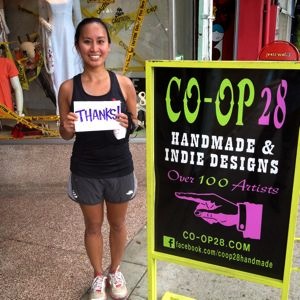 THANKS!
CO-OP 28
HANDMADE &
INDIE DESIGNS
Over 100 Artists
CO-OP28.COM
facebook.com/coop28handmade